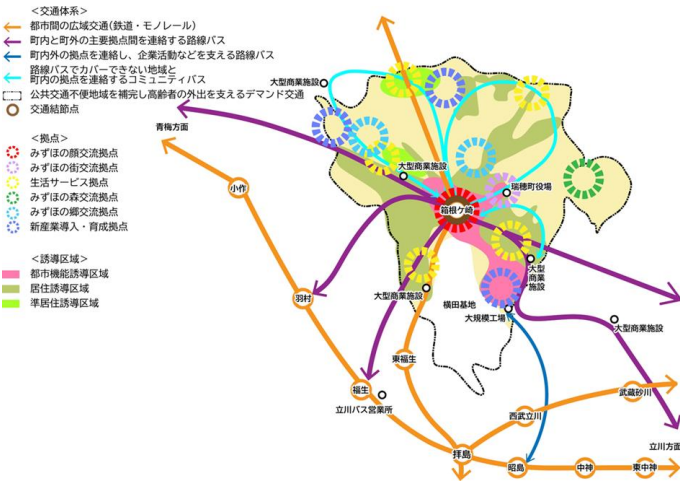 <交通体系>
都市間の広域交通(鉄道・モノレール)
町内と町外の主要拠点間を連絡する路線バス
町内外の拠点を連絡し、企業活動などを支える路線バス
路線バスでカバーできない地域と
町内の拠点を連絡するコミュニティバス
公共交通不便地域を補完し高齢者の外出を支えるデマンド交通
交通結節点
<拠点>
みずほの顔交流拠点
みずほの街交流拠点
生活サービス拠点
みずほの森交流拠点
みずほの郷交流拠点
新産業導入・育成拠点
<誘導区域>
都市機能誘導区域
居住誘導区域
準居住誘導区域
大型商業施設
青梅方面
大型商業施設
瑞穂町役場
箱根ケ崎
小作
大型
商業
施設
大型商業施設
羽村
横田基地
大規模工場
大型商業施設
東福生
福生
立川バス営業所
武蔵砂川
西武立川
立川方面
拝島
昭島
中神
東中神